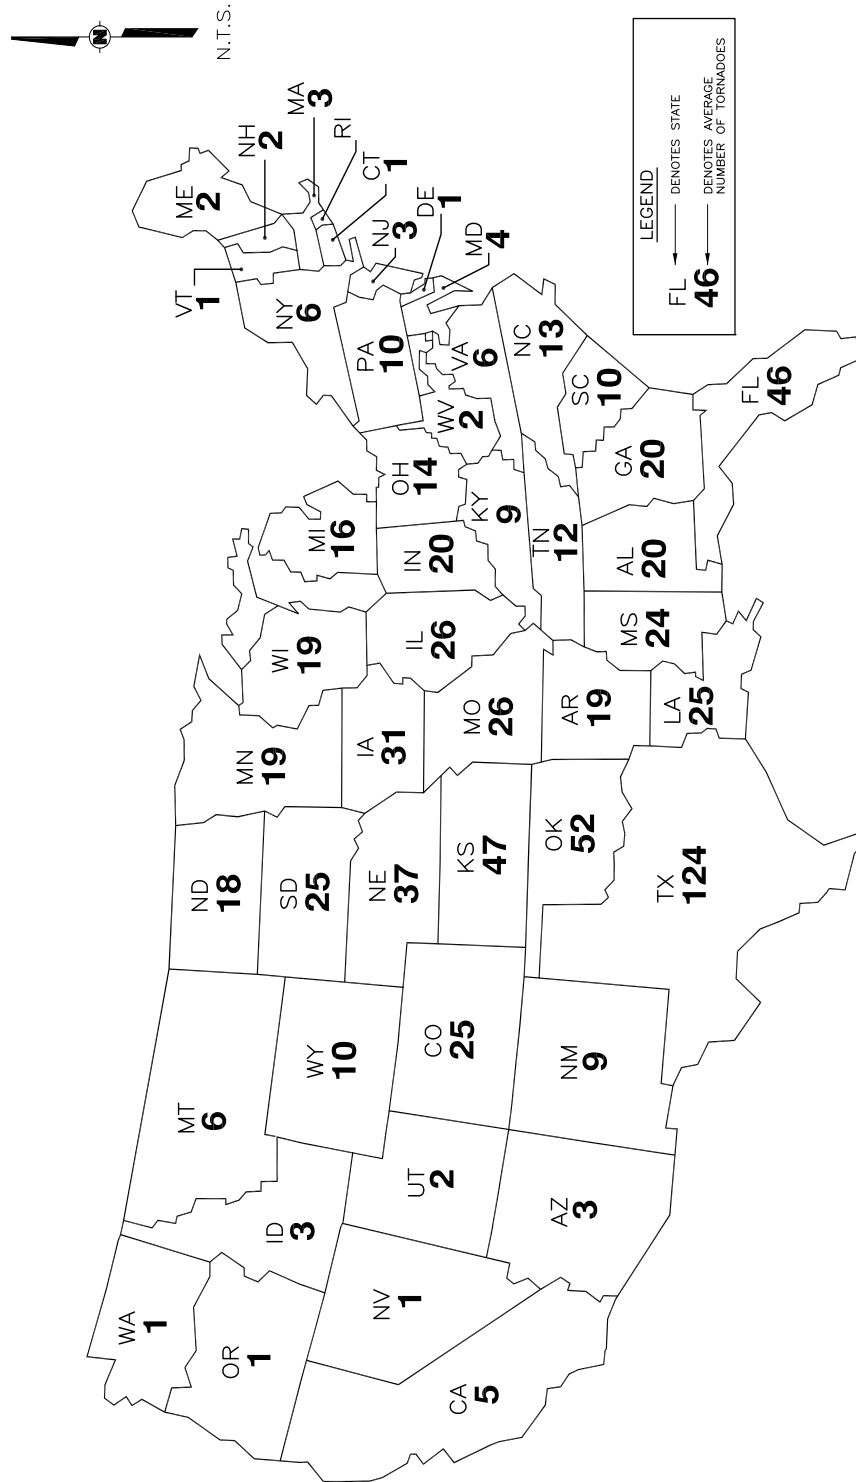 N
N.T.S.
WA
1
OR
1
CA
5
NV
1
ID
3
MT
6
WY
10
UT
2
AZ
3
CO
25
NM
9
ND
18
SD
25
NE
37
KS
47
OK
52
TX
124
MN
19
IA
31
MO
26
AR
19
LA
25
WI
19
IL
26
MI
16
IN
20
OH
14
KY
9
TN
12
MS
24
AL
20
GA
20
FL
46
SC
10
NC
13
VA
6
WV
2
PA
10
NY
6
VT
1
ME
2
NH
2
MA
3
RI
CT
1
NJ
3
DE
1
MD
4
LEGEND
FL DENOTES STATE
46 DENOTES AVERAGE
NUMBER OF TORNADOES